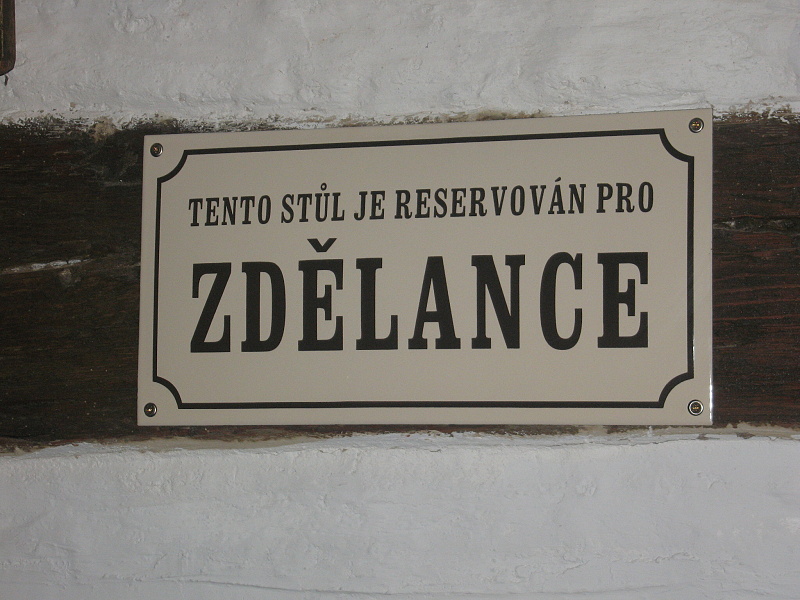 TENTO STŮL JE RESERVOVÁN PRO
ZDĚLANCE